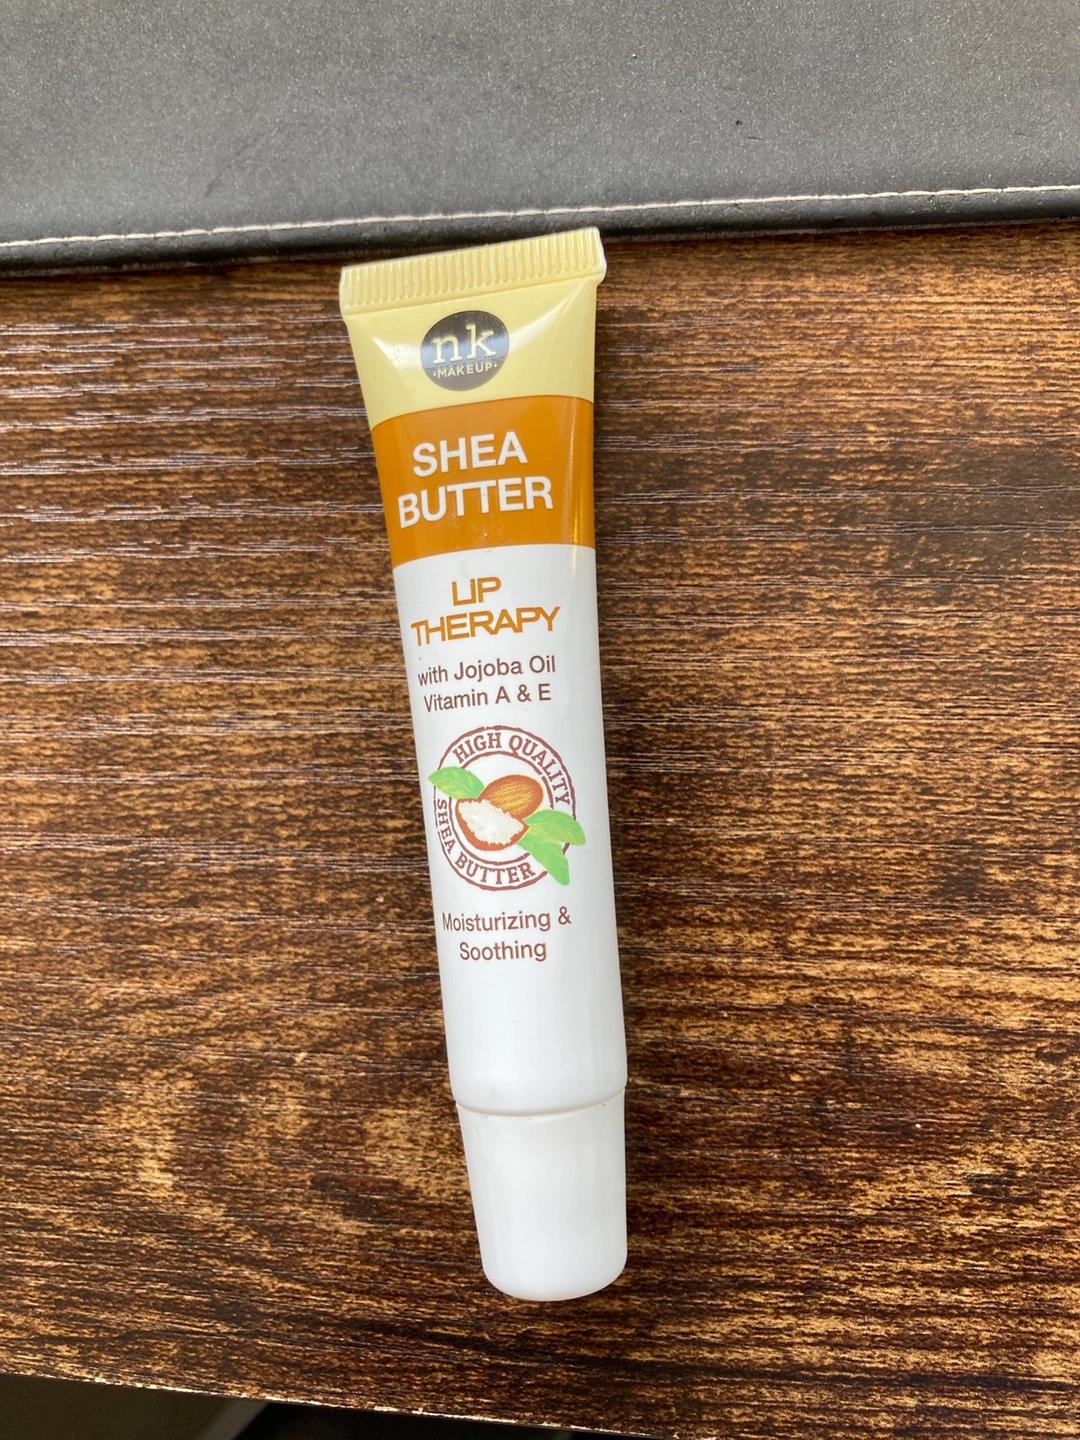 nk
•MAKEUP•
SHEA
BUTTER
LIP
THERAPY
with Jojoba Oil
Vitamin A & E
HIGH QUALITY
SHEA BUTTER
Moisturizing &
Soothing